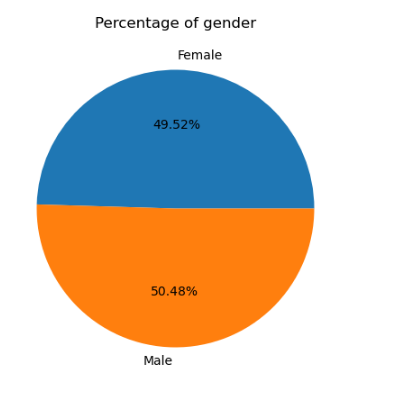 Percentage of gender
Female
49.52%
50.48%
Male